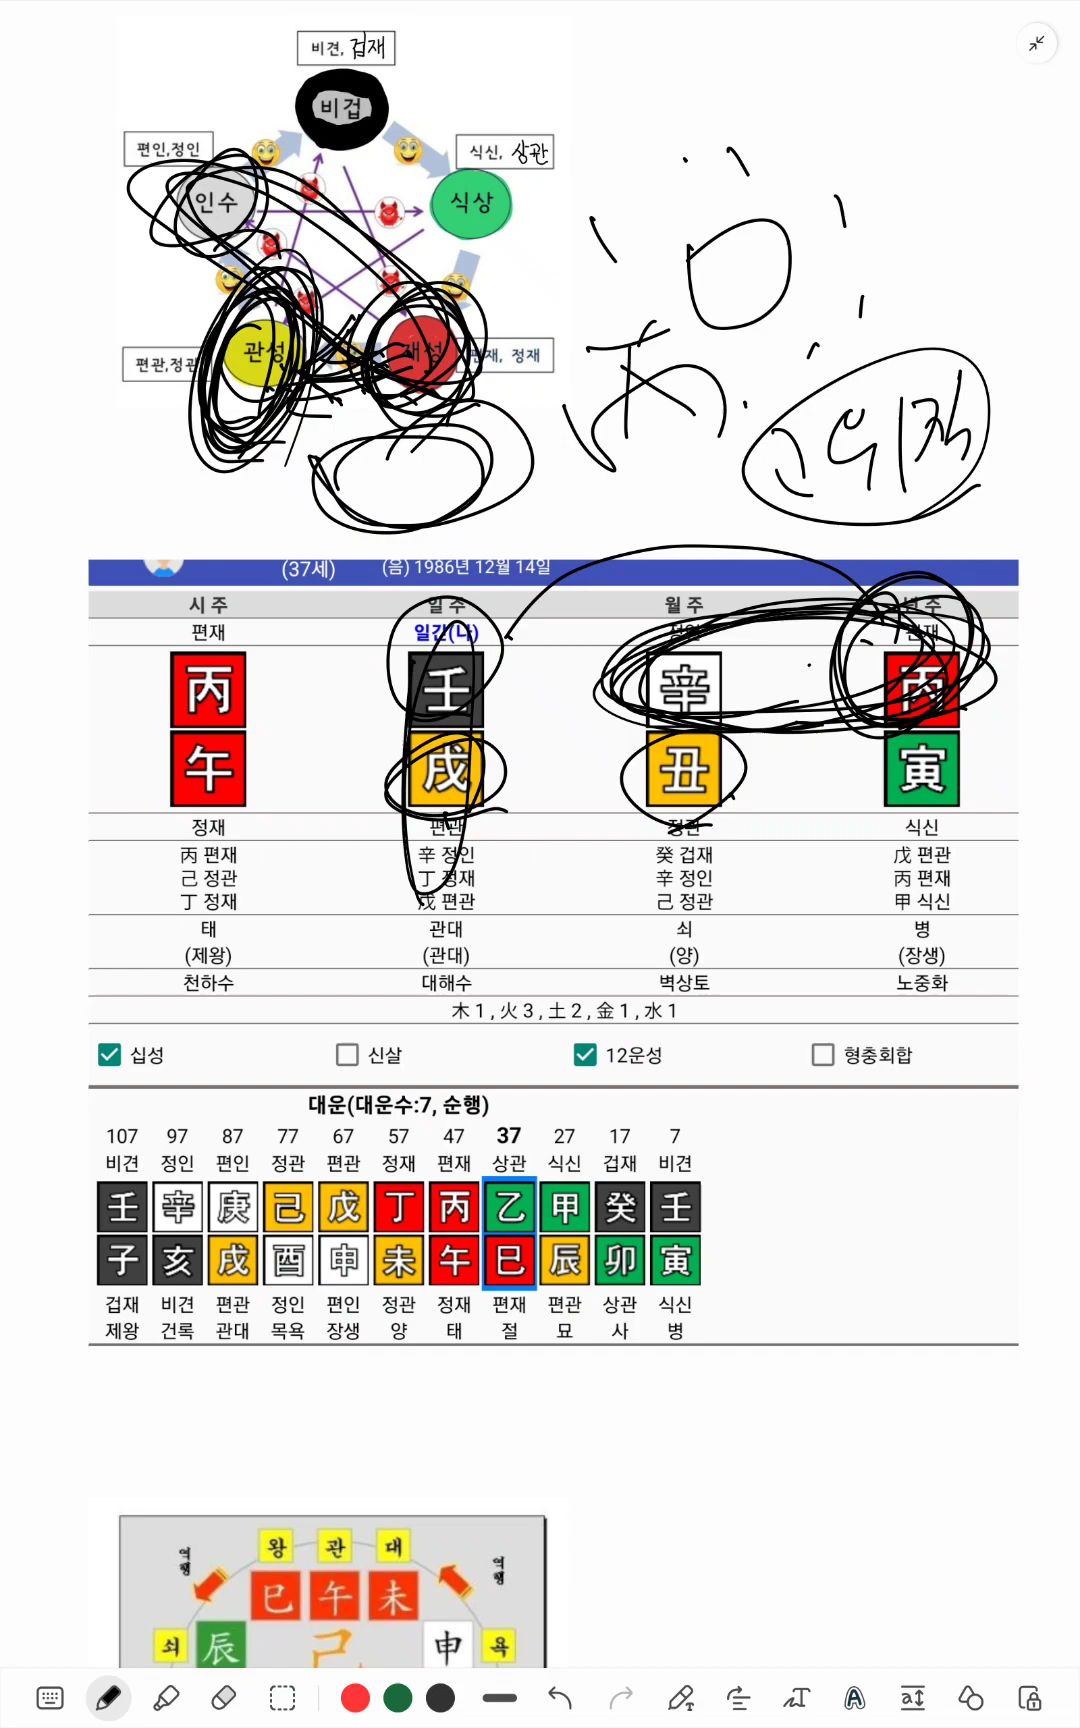 비견, 겁재
비겁
편인,정인
식신, 상관
인수
식상
관성
재성
편관,정관
편재, 정재
고위직
(37세) (음) 1986년 12월 14일
시 주 일 주 월 주 년 주
편재 일간(나) 정인 편재
丙 壬 辛 丙
午 戌 丑 寅
정재 편관 정관 식신
丙 편재 辛 정인 癸 겁재 戊 편관
己 정관 丁 정재 辛 정인 丙 편재
丁 정재 戊 편관 己 정관 甲 식신
태 관대 쇠 병
(제왕) (관대) (양) (장생)
천하수 대해수 벽상토 노중화
木 1 , 火 3 , 土 2 , 金 1 , 水 1
십성 신살 12운성 형충회합
대운(대운수:7, 순행)
107 97 87 77 67 57 47 37 27 17 7
비견 정인 편인 정관 편관 정재 편재 상관 식신 겁재 비견
壬 辛 庚 己 戊 丁 丙 乙 甲 癸 壬
子 亥 戌 酉 申 未 午 巳 辰 卯 寅
겁재 비견 편관 정인 편인 정관 정재 편재 편관 상관 식신
제왕 건록 관대 목욕 장생 양 태 절 묘 사 병
왕 관 대
역행 역행
巳 午 未
쇠 辰 己 申 욕